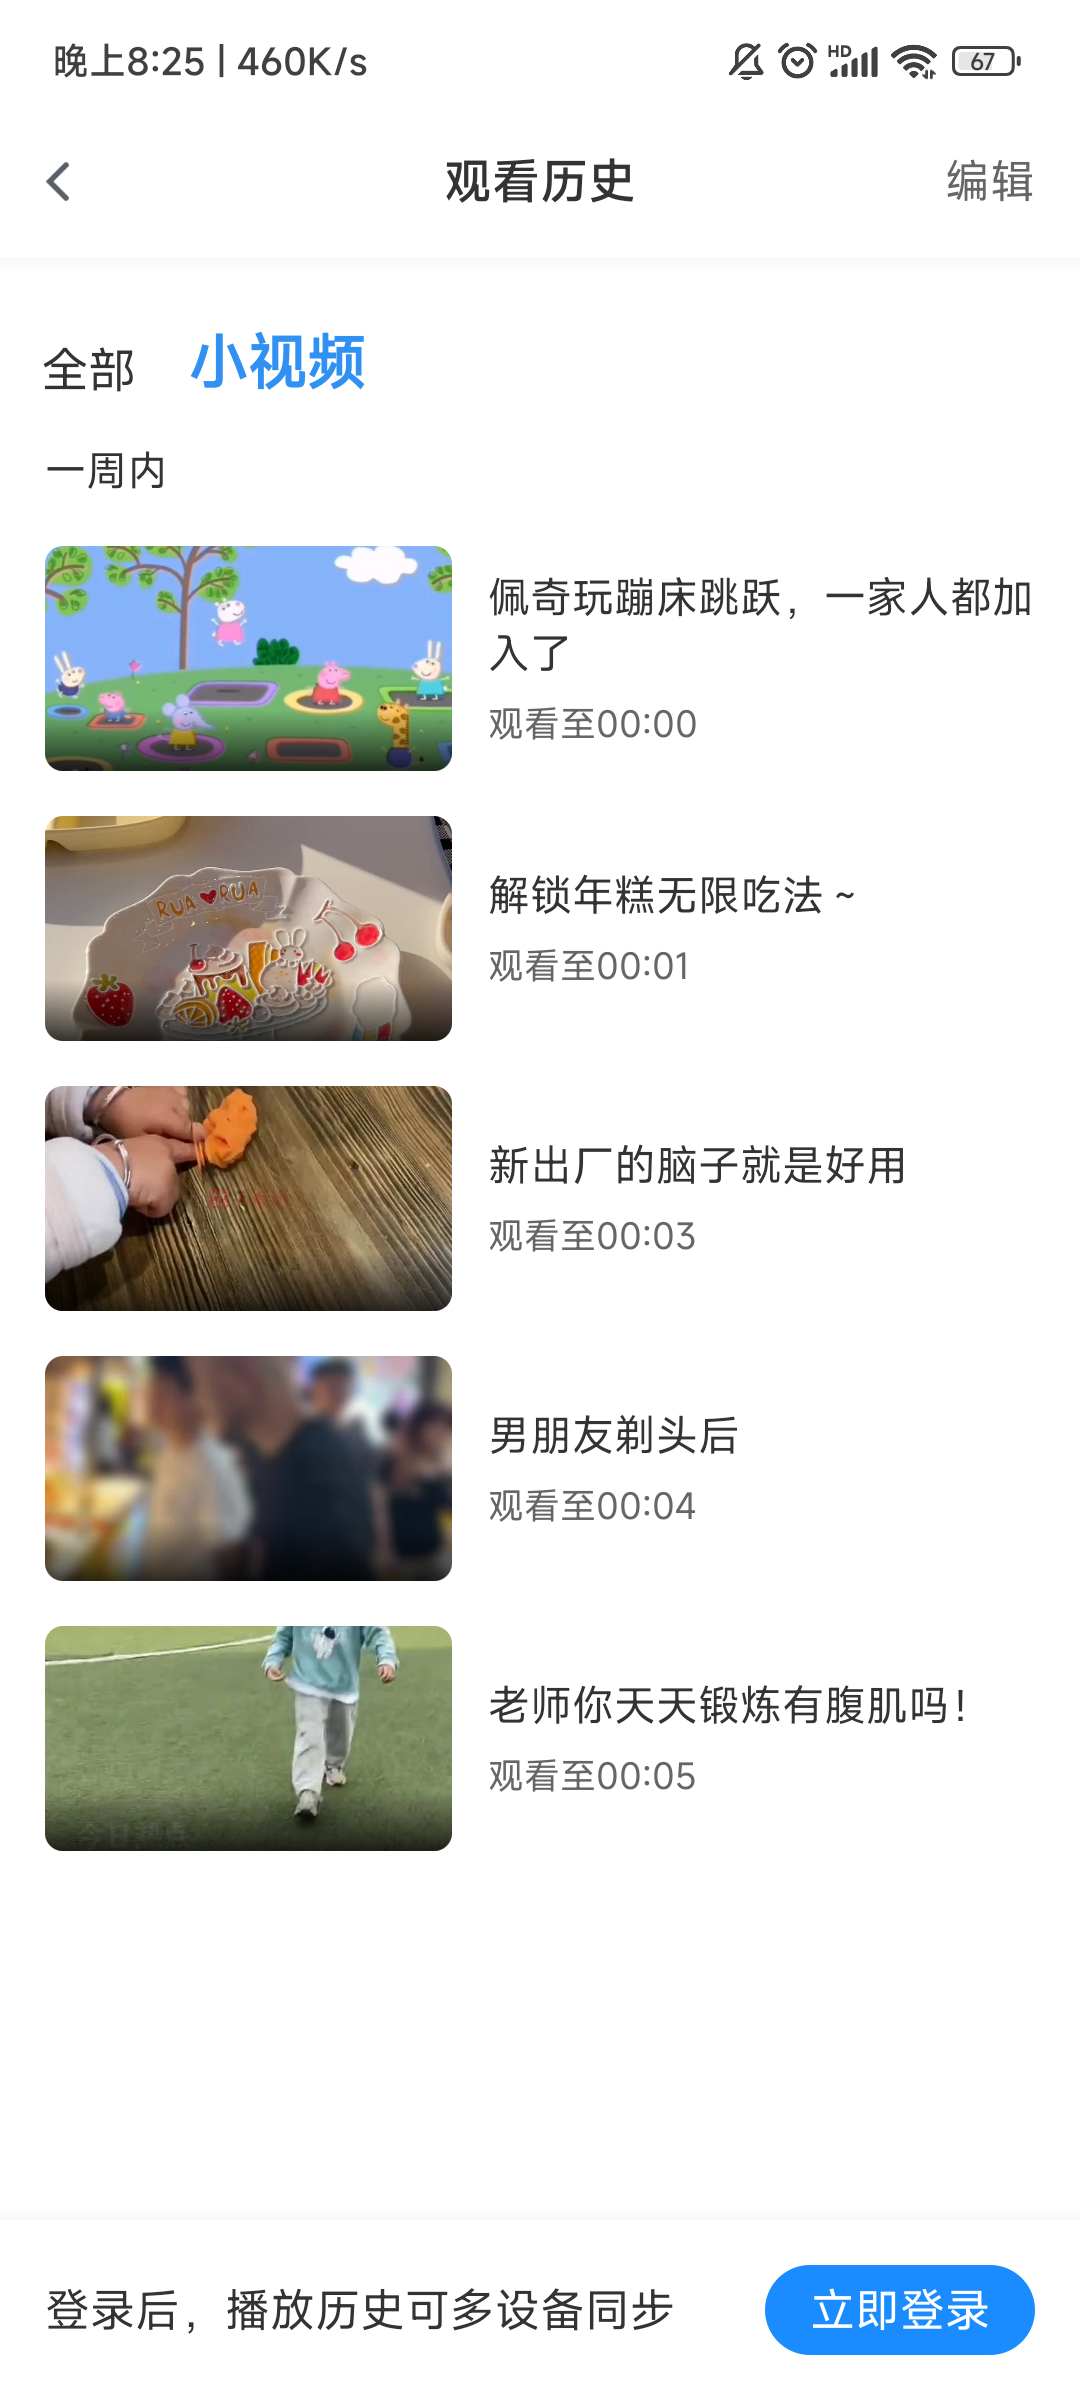 晚上8:25 | 460K/s
HD
67
观看历史
编辑
全部
小视频
一周内
佩奇玩蹦床跳跃，一家人都加
入了
观看至00:00
RUA RUA
解锁年糕无限吃法 ~
观看至00:01
新出厂的脑子就是好用
观看至00:03
男朋友剃头后
观看至00:04
今日热点
老师你天天锻炼有腹肌吗！
观看至00:05
登录后，播放历史可多设备同步
立即登录